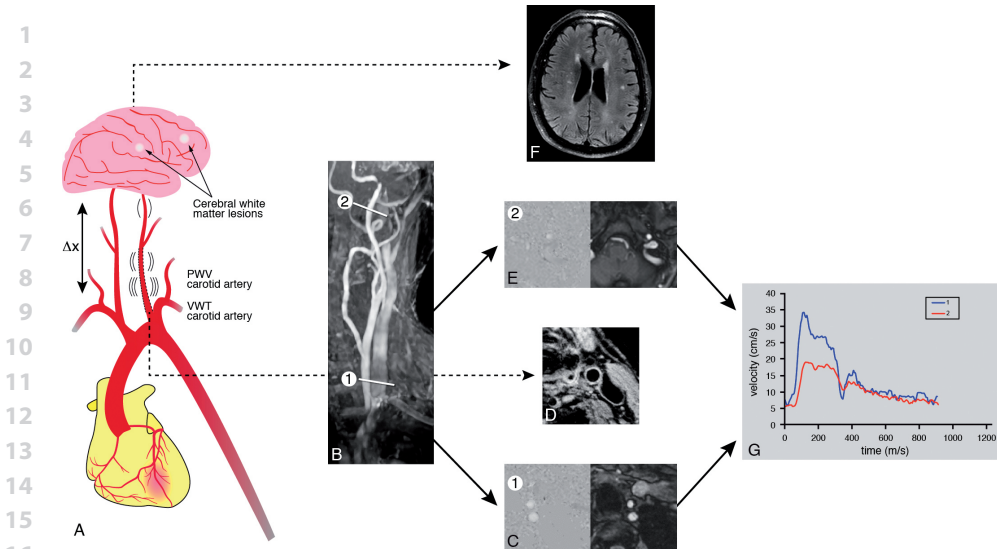 1
2
3
4
5
6
7
8
9
10
11
12
13
14
15
Cerebral white
matter lesions
Δx
PWV
carotid artery
VWT
carotid artery
A
2
1
B
F
2
E
D
1
C
40
35
30
25
20
15
10
5
0
velocity (cm/s)
1
2
0 200 400 600 800 1000 1200
time (m/s)
G